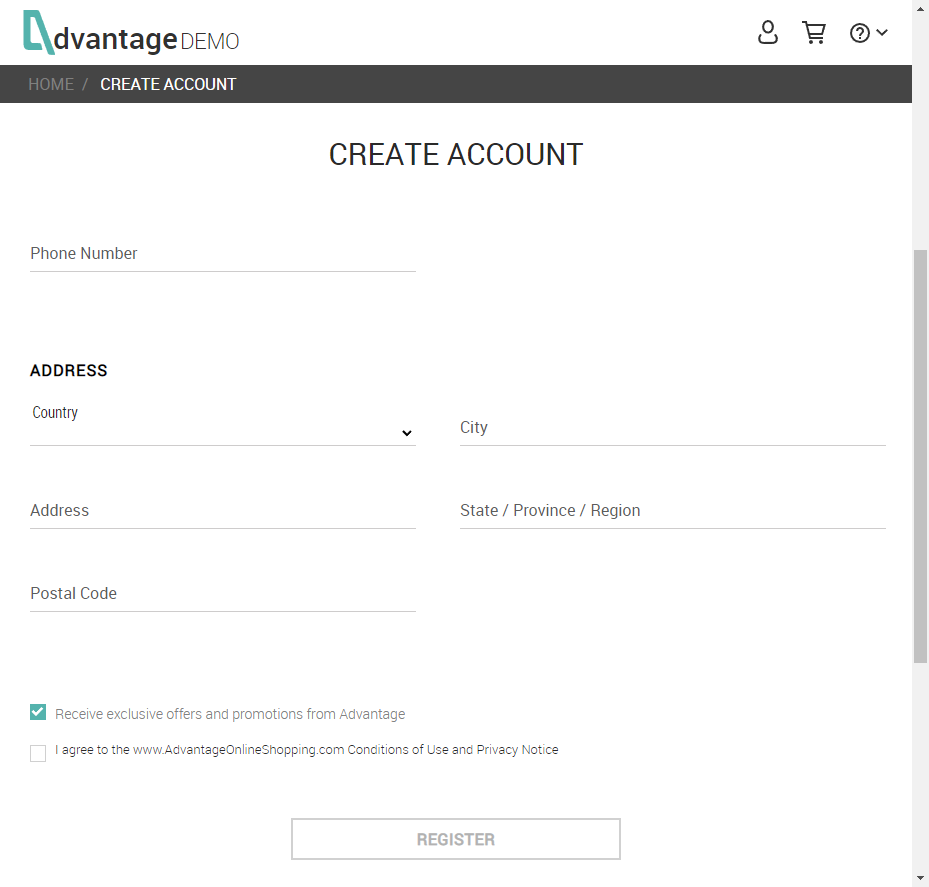 dvantage DEMO
HOME / CREATE ACCOUNT
CREATE ACCOUNT
Phone Number
ADDRESS
Country
City
Address
State / Province / Region
Postal Code
Receive exclusive offers and promotions from Advantage
I agree to the www.AdvantageOnlineShopping.com Conditions of Use and Privacy Notice
REGISTER